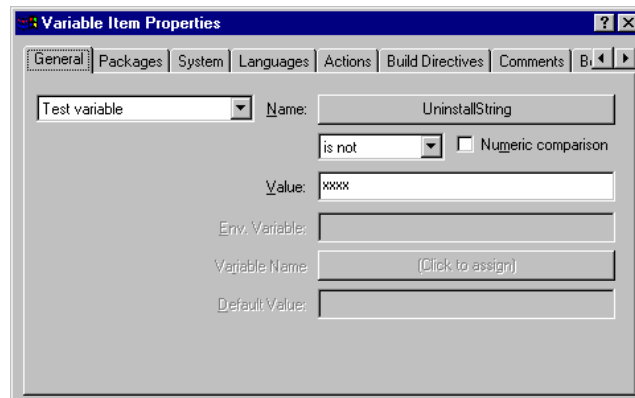 Variable Item Properties
General Packages System Languages Actions Build Directives Comments
Test variable Name: UninstallString
is not Numeric comparison
Value: xxxx
Env. Variable:
Variable Name (Click to assign)
Default Value: